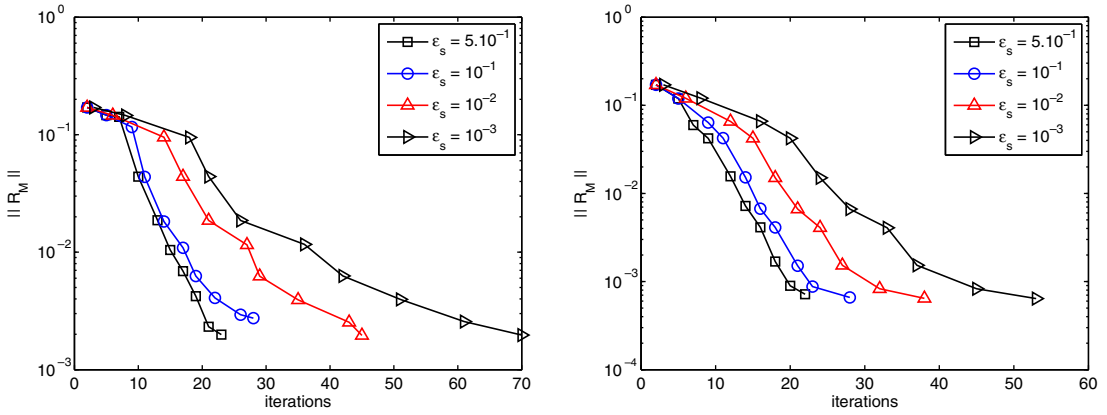 10^0
10^-1
10^-2
10^-3
|| R_M ||
0 10 20 30 40 50 60 70
iterations
ε_s = 5.10^-1
ε_s = 10^-1
ε_s = 10^-2
ε_s = 10^-3
10^0
10^-1
10^-2
10^-3
10^-4
|| R_M ||
0 10 20 30 40 50 60
iterations
ε_s = 5.10^-1
ε_s = 10^-1
ε_s = 10^-2
ε_s = 10^-3